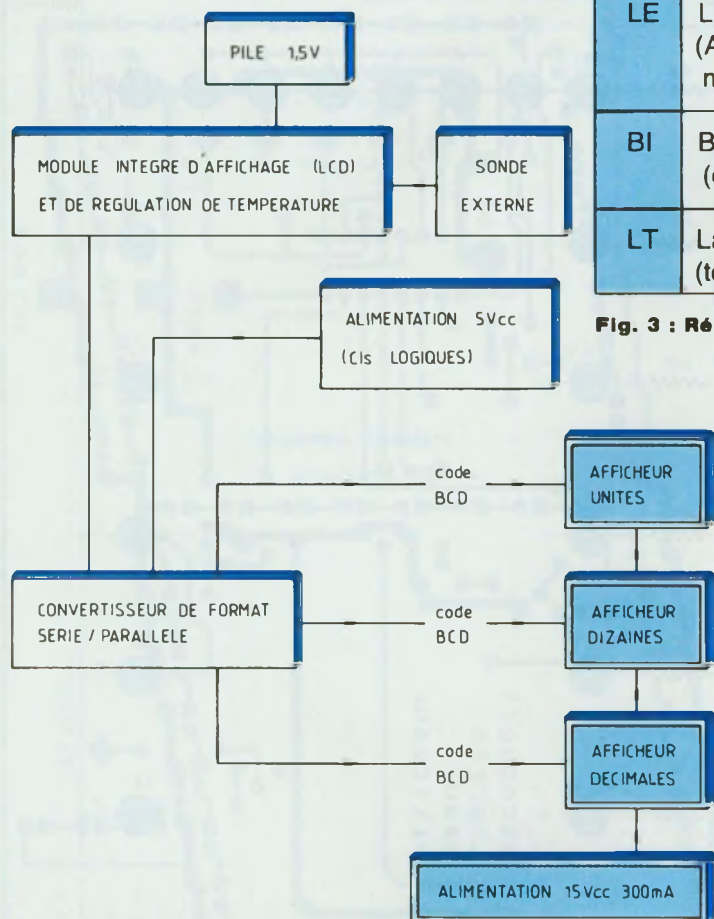 PILE 1,5V
MODULE INTEGRE D'AFFICHAGE (LCD)
ET DE REGULATION DE TEMPERATURE
SONDE
EXTERNE
ALIMENTATION 5Vcc
(CIs LOGIQUES)
LE
BI
LT
Fig. 3 : Ré
code
BCD
AFFICHEUR
UNITES
CONVERTISSEUR DE FORMAT
SERIE / PARALLELE
code
BCD
AFFICHEUR
DIZAINES
code
BCD
AFFICHEUR
DECIMALES
ALIMENTATION 15Vcc 300mA